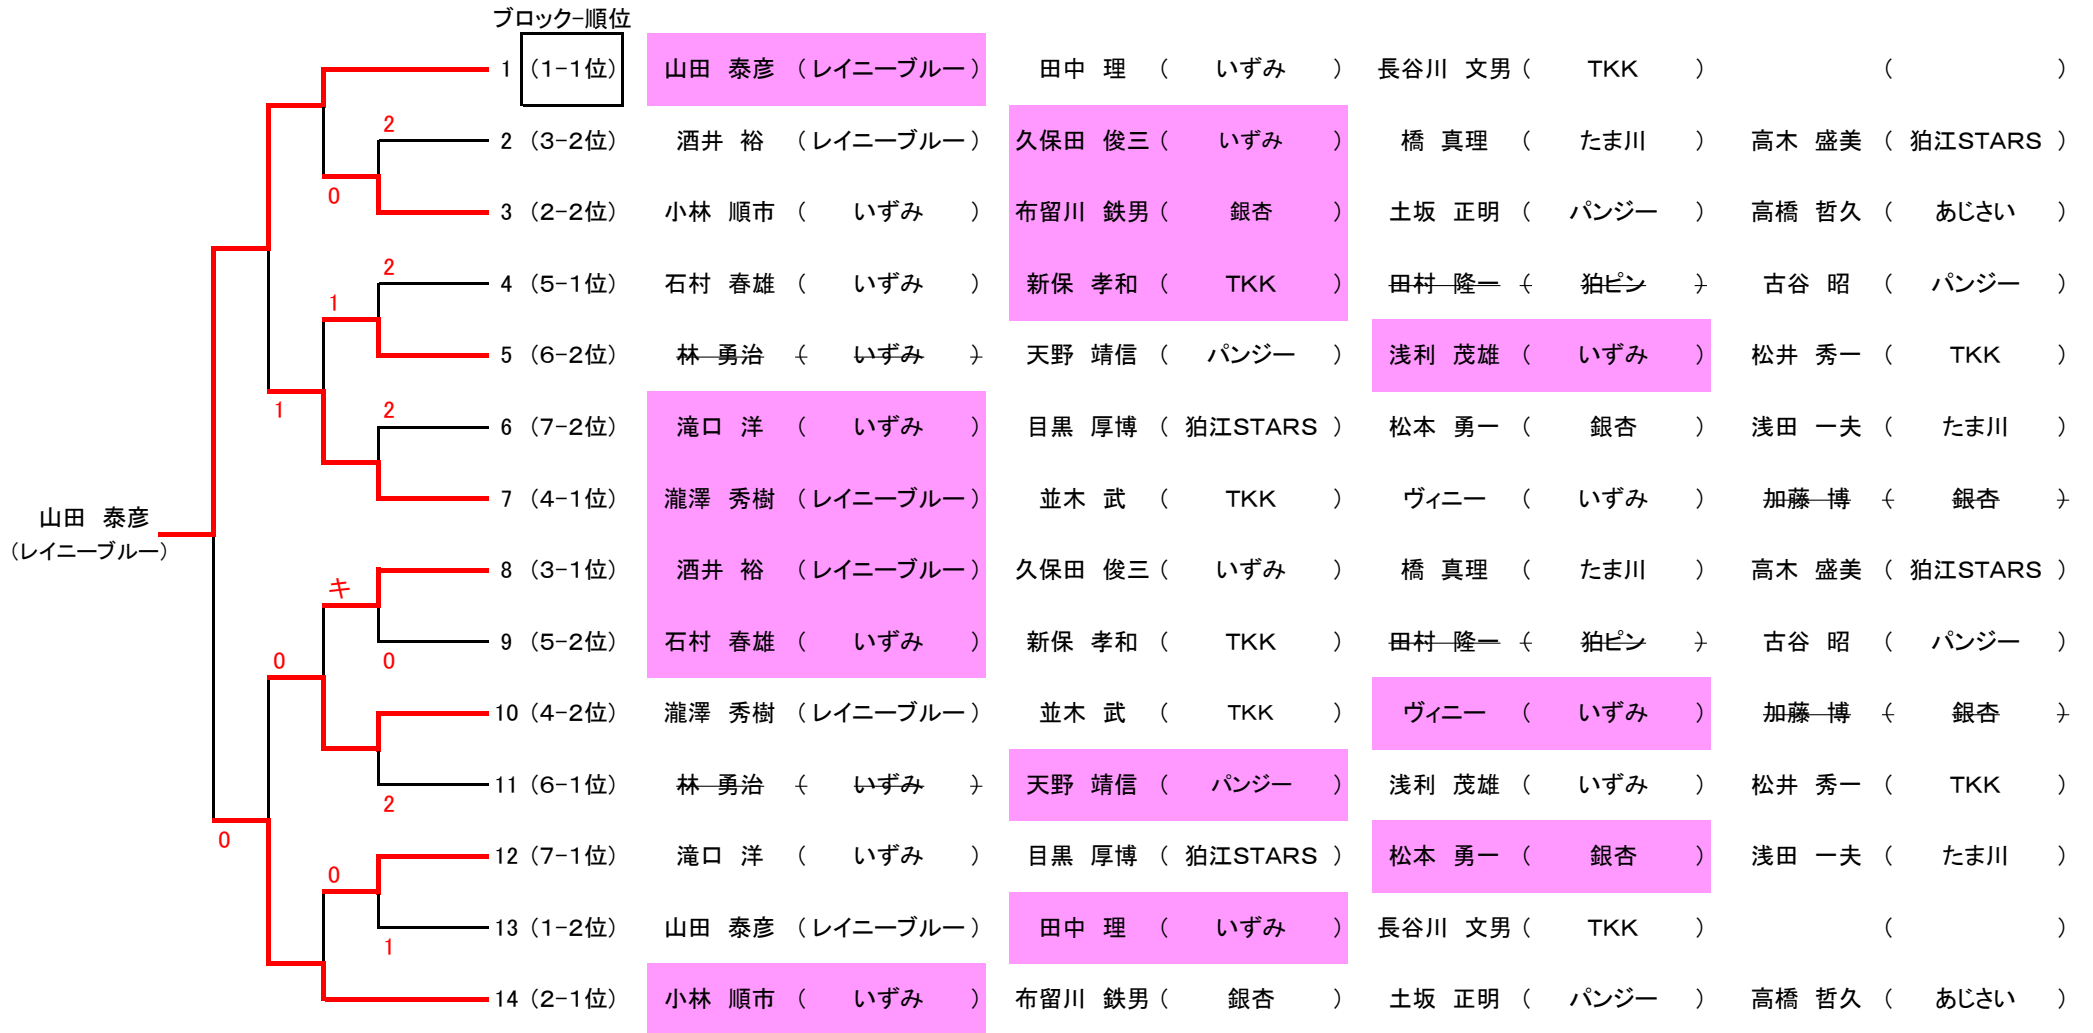 ブロック-順位
1 (1-1位) 山田 泰彦 (レイニーブルー) 田中 理 ( いずみ ) 長谷川 文男 ( TKK ) ( )
2
2 (3-2位) 酒井 裕 (レイニーブルー) 久保田 俊三 ( いずみ ) 橋 真理 ( たま川 ) 高木 盛美 ( 狛江STARS )
0
3 (2-2位) 小林 順市 ( いずみ ) 布留川 鉄男 ( 銀杏 ) 土坂 正明 ( パンジー ) 高橋 哲久 ( あじさい )
2
4 (5-1位) 石村 春雄 ( いずみ ) 新保 孝和 ( TKK ) 田村 隆一 ( 狛ピン ) 古谷 昭 ( パンジー )
1
5 (6-2位) 林 勇治 ( いずみ ) 天野 靖信 ( パンジー ) 浅利 茂雄 ( いずみ ) 松井 秀一 ( TKK )
1 2
6 (7-2位) 滝口 洋 ( いずみ ) 目黒 厚博 ( 狛江STARS ) 松本 勇一 ( 銀杏 ) 浅田 一夫 ( たま川 )
7 (4-1位) 瀧澤 秀樹 (レイニーブルー) 並木 武 ( TKK ) ヴィニー ( いずみ ) 加藤 博 ( 銀杏 )
山田 泰彦
(レイニーブルー)
8 (3-1位) 酒井 裕 (レイニーブルー) 久保田 俊三 ( いずみ ) 橋 真理 ( たま川 ) 高木 盛美 ( 狛江STARS )
キ
9 (5-2位) 石村 春雄 ( いずみ ) 新保 孝和 ( TKK ) 田村 隆一 ( 狛ピン ) 古谷 昭 ( パンジー )
0 0
10 (4-2位) 瀧澤 秀樹 (レイニーブルー) 並木 武 ( TKK ) ヴィニー ( いずみ ) 加藤 博 ( 銀杏 )
11 (6-1位) 林 勇治 ( いずみ ) 天野 靖信 ( パンジー ) 浅利 茂雄 ( いずみ ) 松井 秀一 ( TKK )
2
0
12 (7-1位) 滝口 洋 ( いずみ ) 目黒 厚博 ( 狛江STARS ) 松本 勇一 ( 銀杏 ) 浅田 一夫 ( たま川 )
0
13 (1-2位) 山田 泰彦 (レイニーブルー) 田中 理 ( いずみ ) 長谷川 文男 ( TKK ) ( )
1
14 (2-1位) 小林 順市 ( いずみ ) 布留川 鉄男 ( 銀杏 ) 土坂 正明 ( パンジー ) 高橋 哲久 ( あじさい )